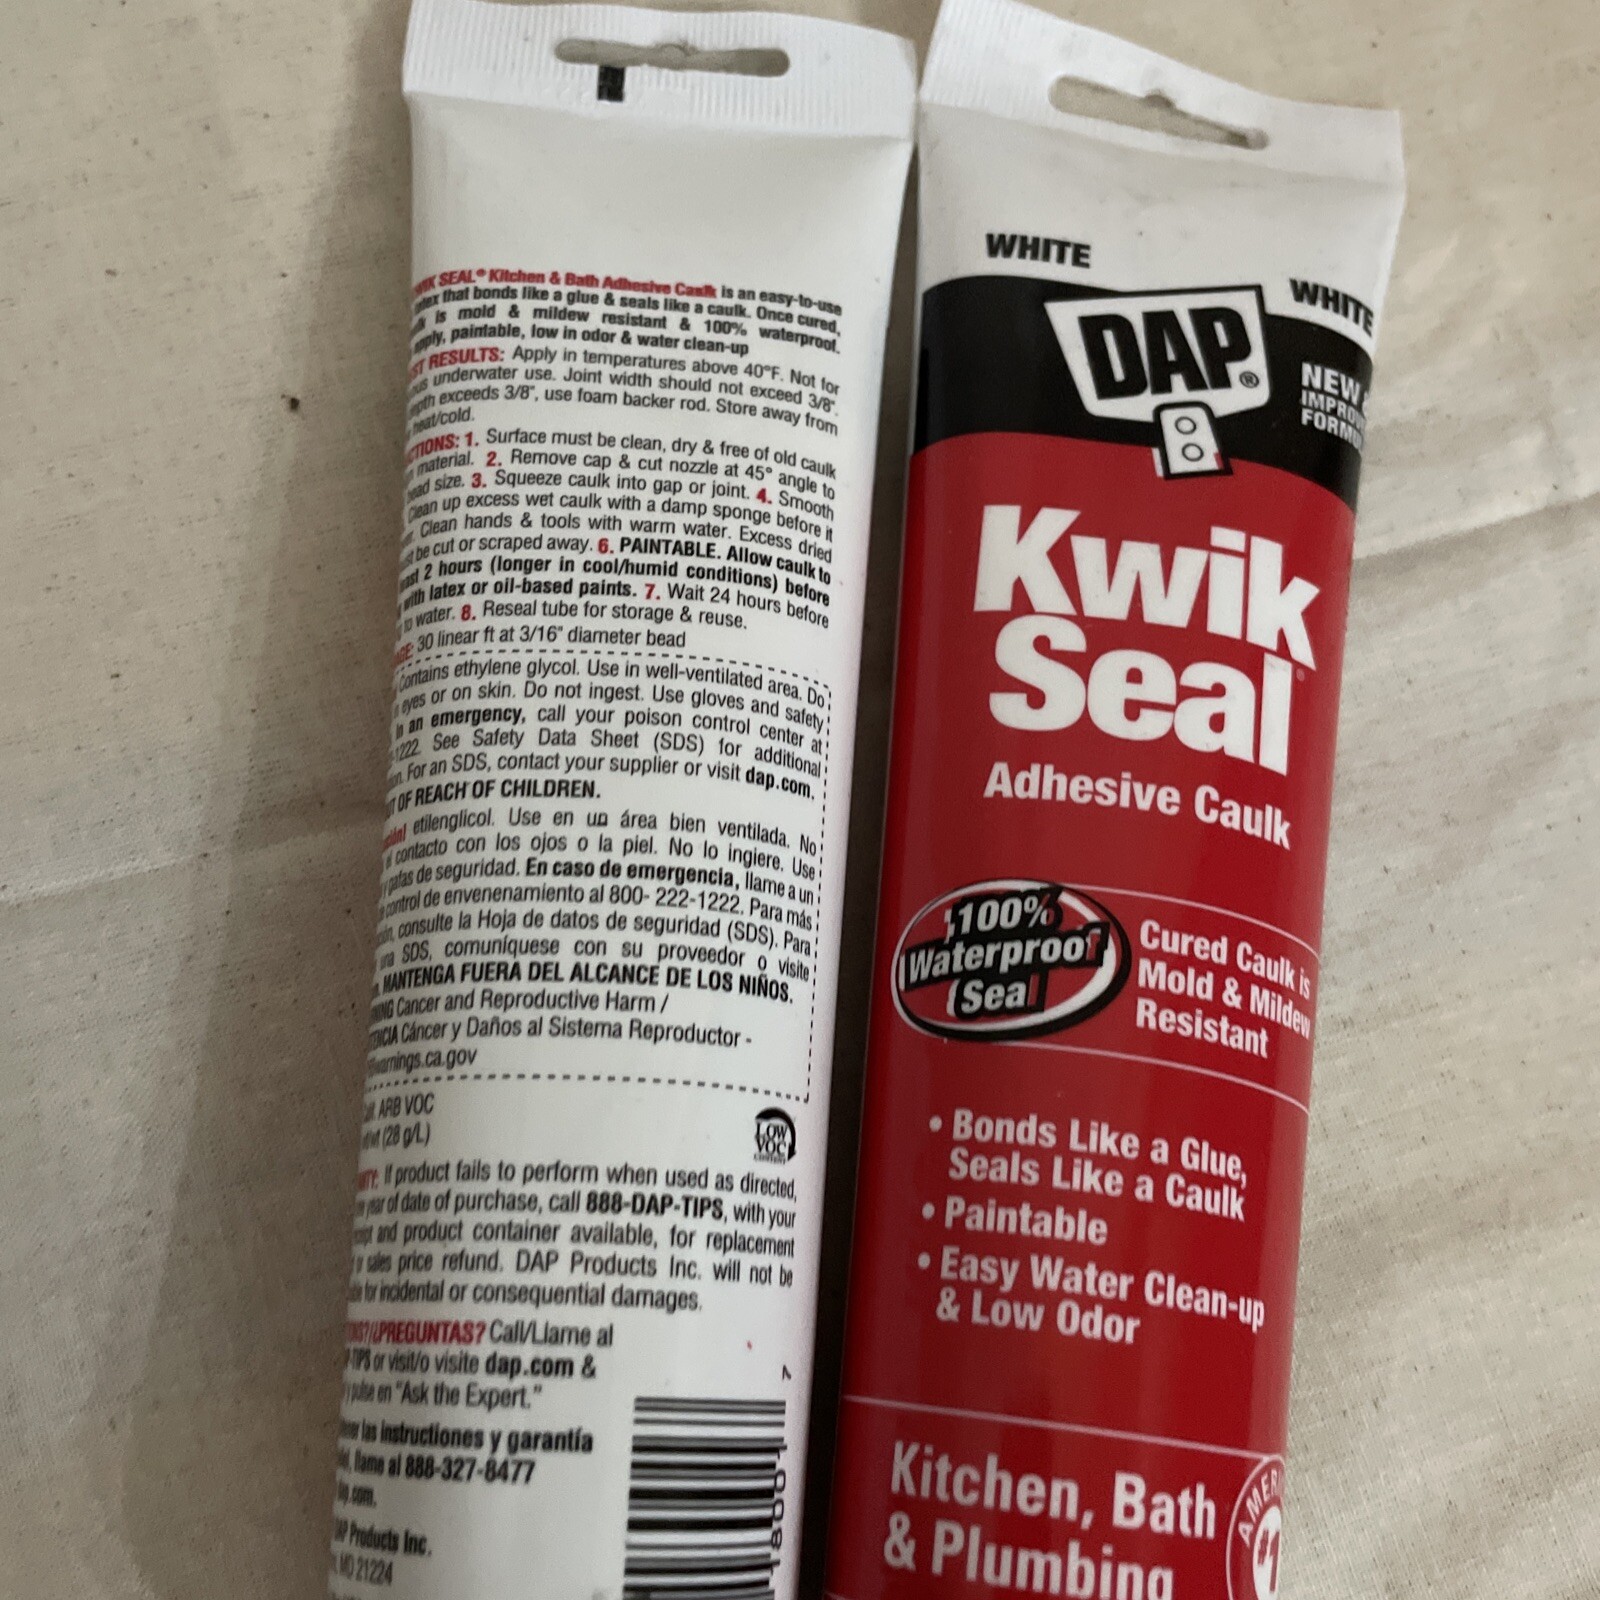 SEAL® Kitchen & Bath Adhesive Caulk is an easy-to-use
that bonds like a glue & seals like a caulk. Once cured,
is mold & mildew resistant & 100% waterproof.
paintable, low in odor & water clean-up
RESULTS: Apply in temperatures above 40°F. Not for
underwater use. Joint width should not exceed 3/8".
exceeds 3/8", use foam backer rod. Store away from
heat/cold.
1. Surface must be clean, dry & free of old caulk
material. 2. Remove cap & cut nozzle at 45° angle to
size. 3. Squeeze caulk into gap or joint. 4. Smooth
Clean up excess wet caulk with a damp sponge before it
Clean hands & tools with warm water. Excess dried
be cut or scraped away. 6. PAINTABLE. Allow caulk to
2 hours (longer in cool/humid conditions) before
with latex or oil-based paints. 7. Wait 24 hours before
to water. 8. Reseal tube for storage & reuse.
30 linear ft at 3/16" diameter bead
Contains ethylene glycol. Use in well-ventilated area. Do
eyes or on skin. Do not ingest. Use gloves and safety
In an emergency, call your poison control center at
-1222. See Safety Data Sheet (SDS) for additional
For an SDS, contact your supplier or visit dap.com.
OF REACH OF CHILDREN.
etilenglicol. Use en un área bien ventilada. No
el contacto con los ojos o la piel. No lo ingiere. Use
gafas de seguridad. En caso de emergencia, llame a un
control de envenenamiento al 800- 222-1222. Para más
consulte la Hoja de datos de seguridad (SDS). Para
una SDS, comuníquese con su proveedor o visite
MANTENGA FUERA DEL ALCANCE DE LOS NIÑOS.
Cancer and Reproductive Harm /
Cáncer y Daños al Sistema Reproductor -
warnings.ca.gov
ARB VOC
(28 g/L)
LOW
VOC
If product fails to perform when used as directed,
year of date of purchase, call 888-DAP-TIPS, with your
and product container available, for replacement
or sales price refund. DAP Products Inc. will not be
for incidental or consequential damages.
¿PREGUNTAS? Call/Llame al
or visit/o visite dap.com &
y pulse en "Ask the Expert."
las instructiones y garantía
llame al 888-327-8477
DAP Products Inc.
MD 21224
WHITE
WHITE
DAP®
NEW
Kwik
Seal
Adhesive Caulk
100%
Waterproof
Seal
Cured Caulk is
Mold & Mildew
Resistant
• Bonds Like a Glue,
Seals Like a Caulk
• Paintable
• Easy Water Clean-up
& Low Odor
Kitchen, Bath
& Plumbing
#1